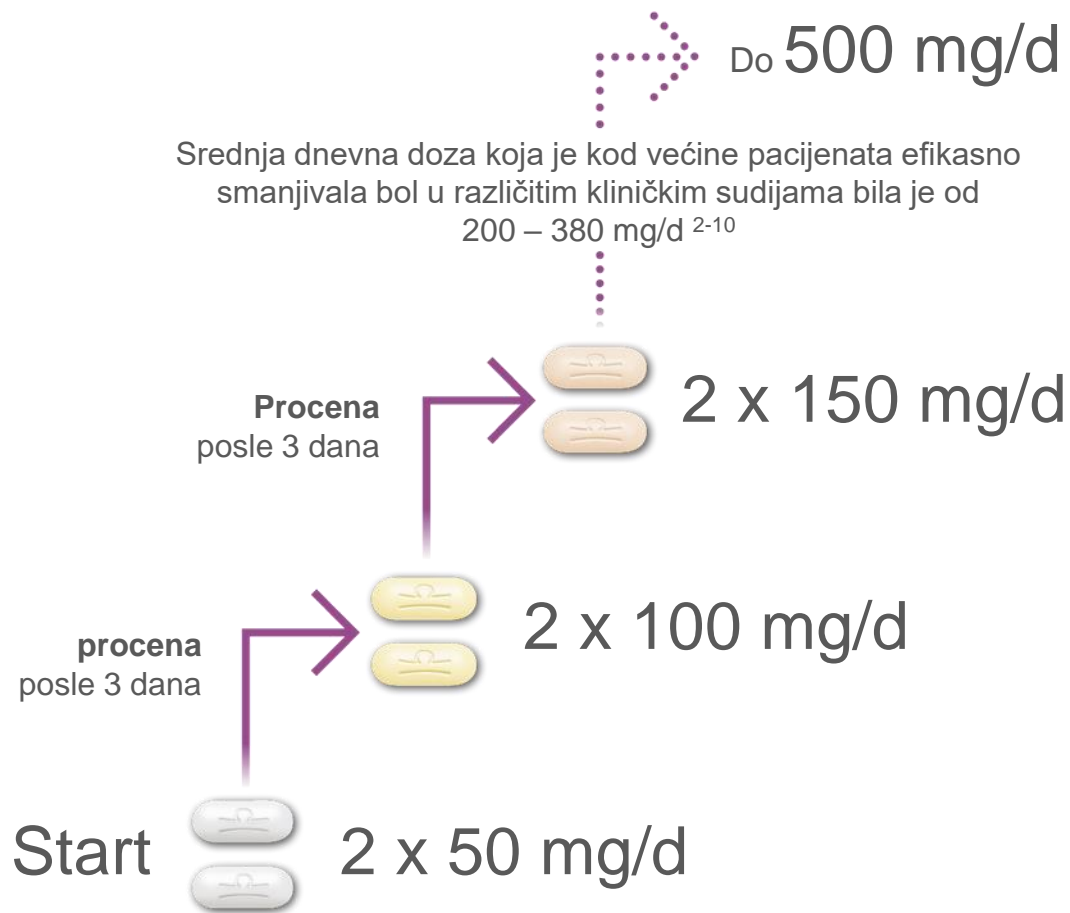 Do 500 mg/d
Srednja dnevna doza koja je kod većine pacijenata efikasno
smanjivala bol u različitim kliničkim sudijama bila je od
200 – 380 mg/d 2-10
2 x 150 mg/d
Procena
posle 3 dana
2 x 100 mg/d
procena
posle 3 dana
Start
2 x 50 mg/d